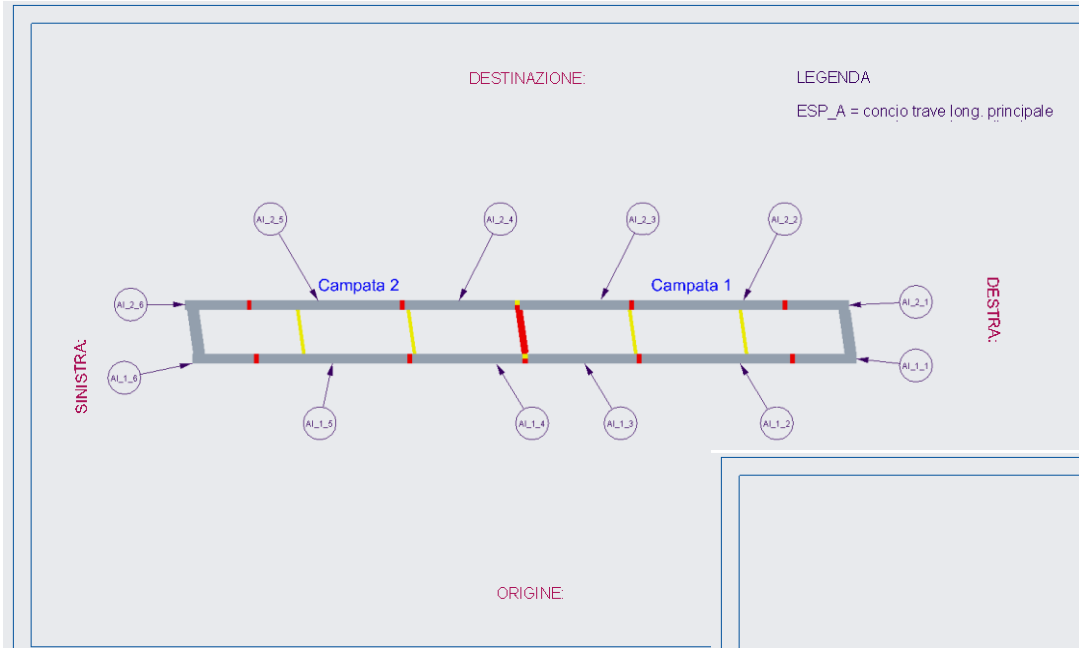 DESTINAZIONE:
LEGENDA
ESP_A = concio trave long. principale
AI_2_5
AI_2_4
AI_2_3
AI_2_2
Campata 2
Campata 1
AI_2_6
AI_2_1
DESTRA:
SINISTRA:
AI_1_6
AI_1_1
AI_1_5
AI_1_4
AI_1_3
AI_1_2
ORIGINE: